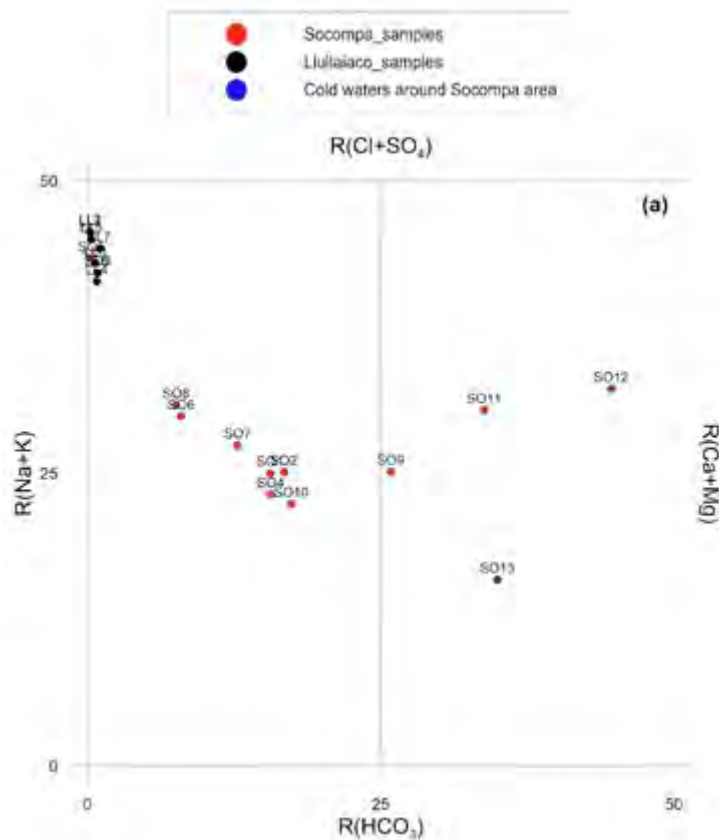 Socompa_samples
Llullaiaco_samples
Cold waters around Socompa area
R(Cl+SO₄)
50
(a)
SO12
SO11
SO8
SO6
SO7
SO2
SO9
SO4
SO10
R(Na+K)
25
R(Ca+Mg)
SO13
0
0
25
50
R(HCO₃)